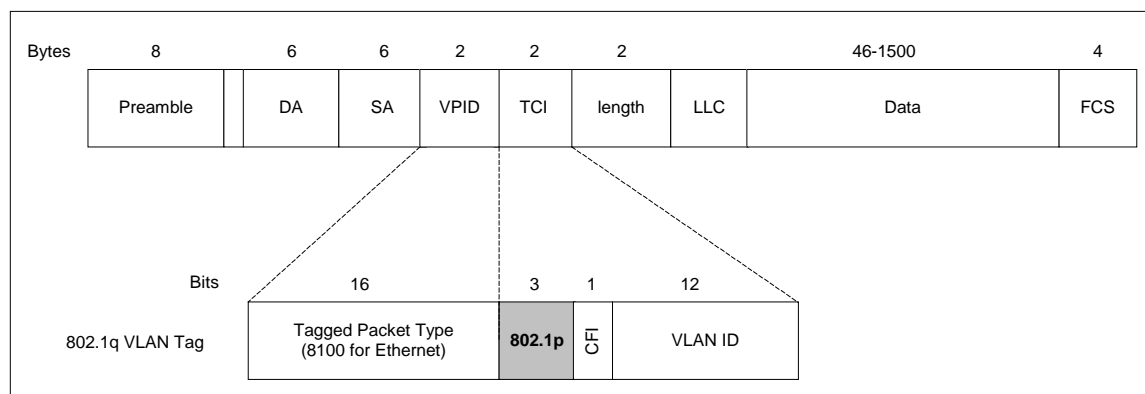 Bytes 8 6 6 2 2 2 46-1500 4
Preamble DA SA VPID TCI length LLC Data FCS
Bits 16 3 1 12
802.1q VLAN Tag
Tagged Packet Type
(8100 for Ethernet)
802.1p
CFI
VLAN ID